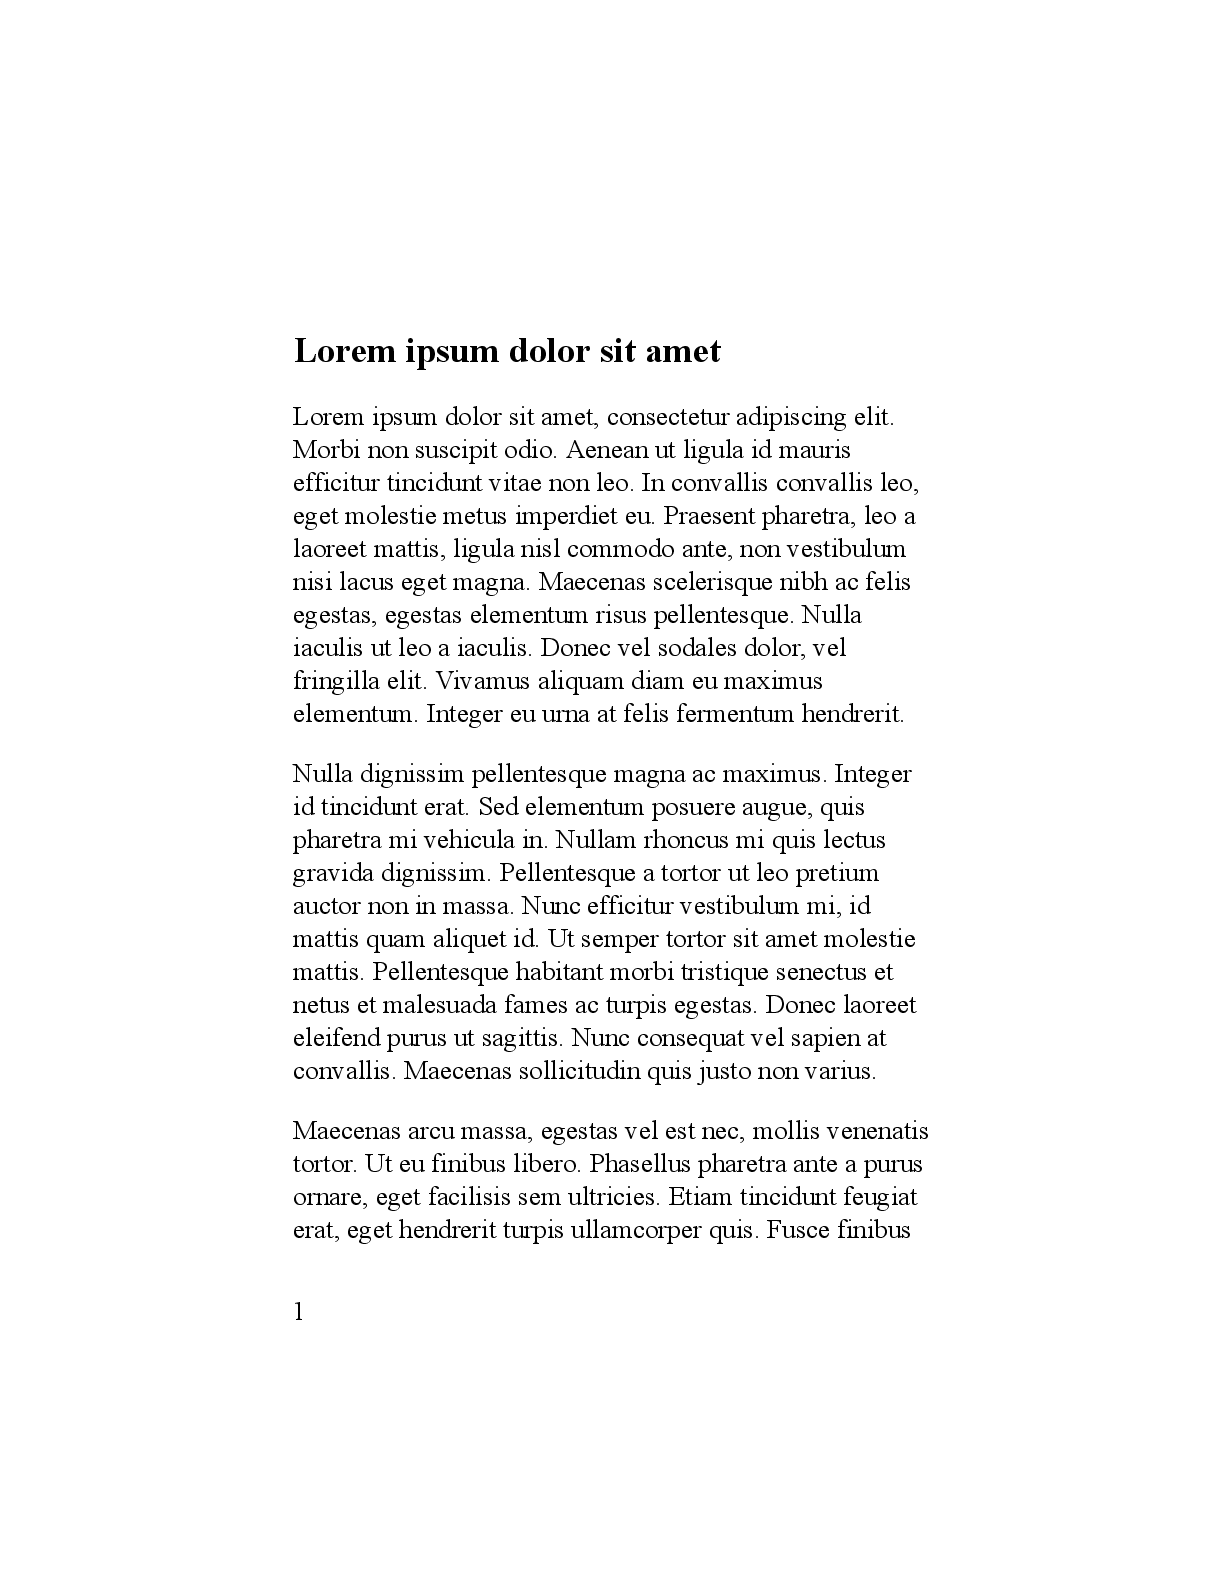 Lorem ipsum dolor sit amet
Lorem ipsum dolor sit amet, consectetur adipiscing elit.
Morbi non suscipit odio. Aenean ut ligula id mauris
efficitur tincidunt vitae non leo. In convallis convallis leo,
eget molestie metus imperdiet eu. Praesent pharetra, leo a
laoreet mattis, ligula nisl commodo ante, non vestibulum
nisi lacus eget magna. Maecenas scelerisque nibh ac felis
egestas, egestas elementum risus pellentesque. Nulla
iaculis ut leo a iaculis. Donec vel sodales dolor, vel
fringilla elit. Vivamus aliquam diam eu maximus
elementum. Integer eu urna at felis fermentum hendrerit.
Nulla dignissim pellentesque magna ac maximus. Integer
id tincidunt erat. Sed elementum posuere augue, quis
pharetra mi vehicula in. Nullam rhoncus mi quis lectus
gravida dignissim. Pellentesque a tortor ut leo pretium
auctor non in massa. Nunc efficitur vestibulum mi, id
mattis quam aliquet id. Ut semper tortor sit amet molestie
mattis. Pellentesque habitant morbi tristique senectus et
netus et malesuada fames ac turpis egestas. Donec laoreet
eleifend purus ut sagittis. Nunc consequat vel sapien at
convallis. Maecenas sollicitudin quis justo non varius.
Maecenas arcu massa, egestas vel est nec, mollis venenatis
tortor. Ut eu finibus libero. Phasellus pharetra ante a purus
ornare, eget facilisis sem ultricies. Etiam tincidunt feugiat
erat, eget hendrerit turpis ullamcorper quis. Fusce finibus
1